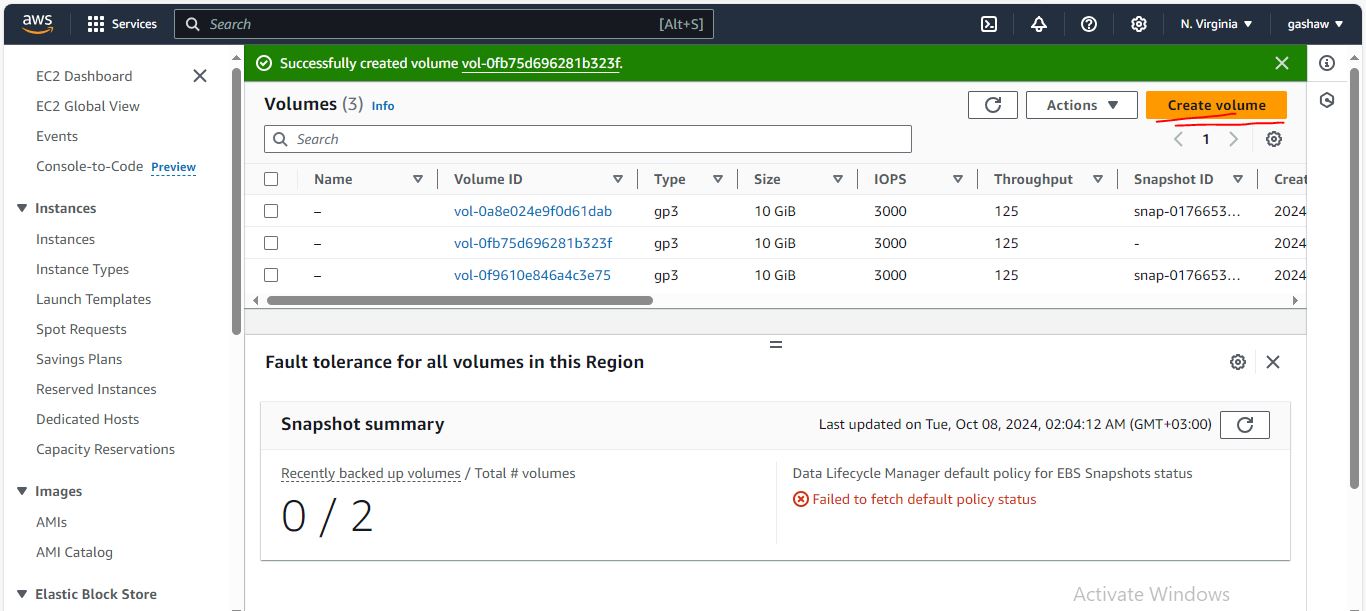 aws Services Search [Alt+S] N. Virginia gashaw
EC2 Dashboard
EC2 Global View
Events
Console-to-Code Preview
Instances
Instances
Instance Types
Launch Templates
Spot Requests
Savings Plans
Reserved Instances
Dedicated Hosts
Capacity Reservations
Images
AMIs
AMI Catalog
Elastic Block Store
Successfully created volume vol-0fb75d696281b323f.
Volumes (3) Info Actions Create volume
Search 1
Name Volume ID Type Size IOPS Throughput Snapshot ID Creat
– vol-0a8e024e9f0d61dab gp3 10 GiB 3000 125 snap-0176653... 2024
– vol-0fb75d696281b323f gp3 10 GiB 3000 125 - 2024
– vol-0f9610e846a4c3e75 gp3 10 GiB 3000 125 snap-0176653... 2024
Fault tolerance for all volumes in this Region
Snapshot summary Last updated on Tue, Oct 08, 2024, 02:04:12 AM (GMT+03:00)
Recently backed up volumes / Total # volumes
0 / 2
Data Lifecycle Manager default policy for EBS Snapshots status
Failed to fetch default policy status
Activate Windows